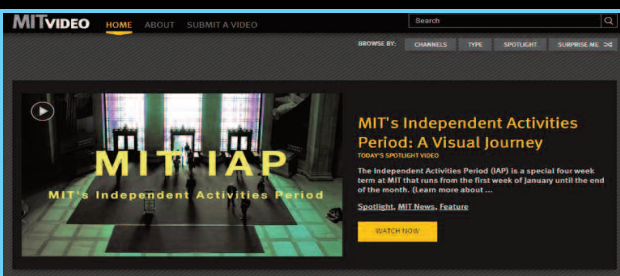 MITVIDEO HOME ABOUT SUBMIT A VIDEO Search
BROWSE BY: CHANNELS TYPE SPOTLIGHT SURPRISE ME
MIT IAP
MIT's Independent Activities Period
MIT's Independent Activities
Period: A Visual Journey
TODAY'S SPOTLIGHT VIDEO
The Independent Activities Period (IAP) is a special four week
term at MIT that runs from the first week of January until the end
of the month. (Learn more about ...
Spotlight, MIT News, Feature
WATCH NOW